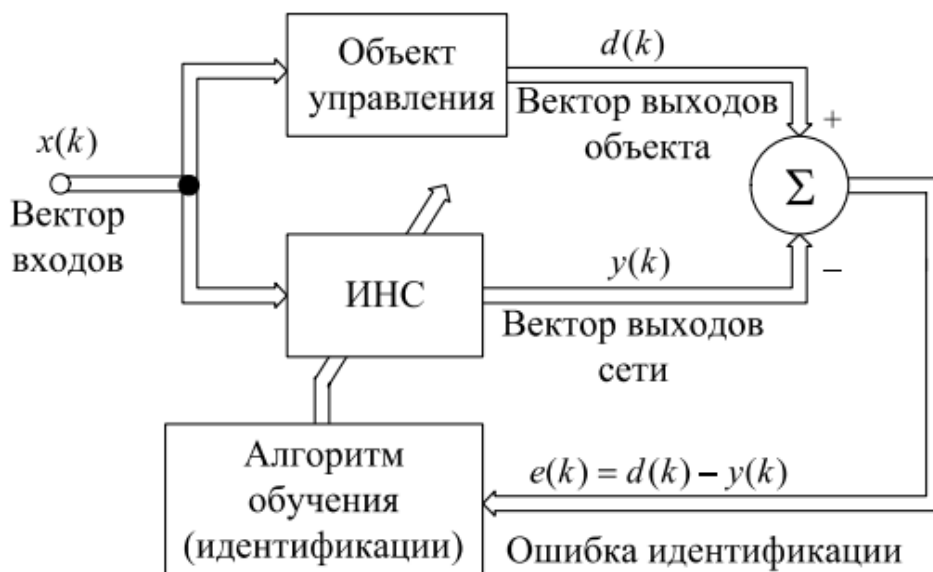 Объект
управления
d(k)
Вектор выходов
объекта
+
x(k)
Вектор
входов
Σ
ИНС
y(k)
–
Вектор выходов
сети
Алгоритм
обучения
(идентификации)
e(k) = d(k) – y(k)
Ошибка идентификации